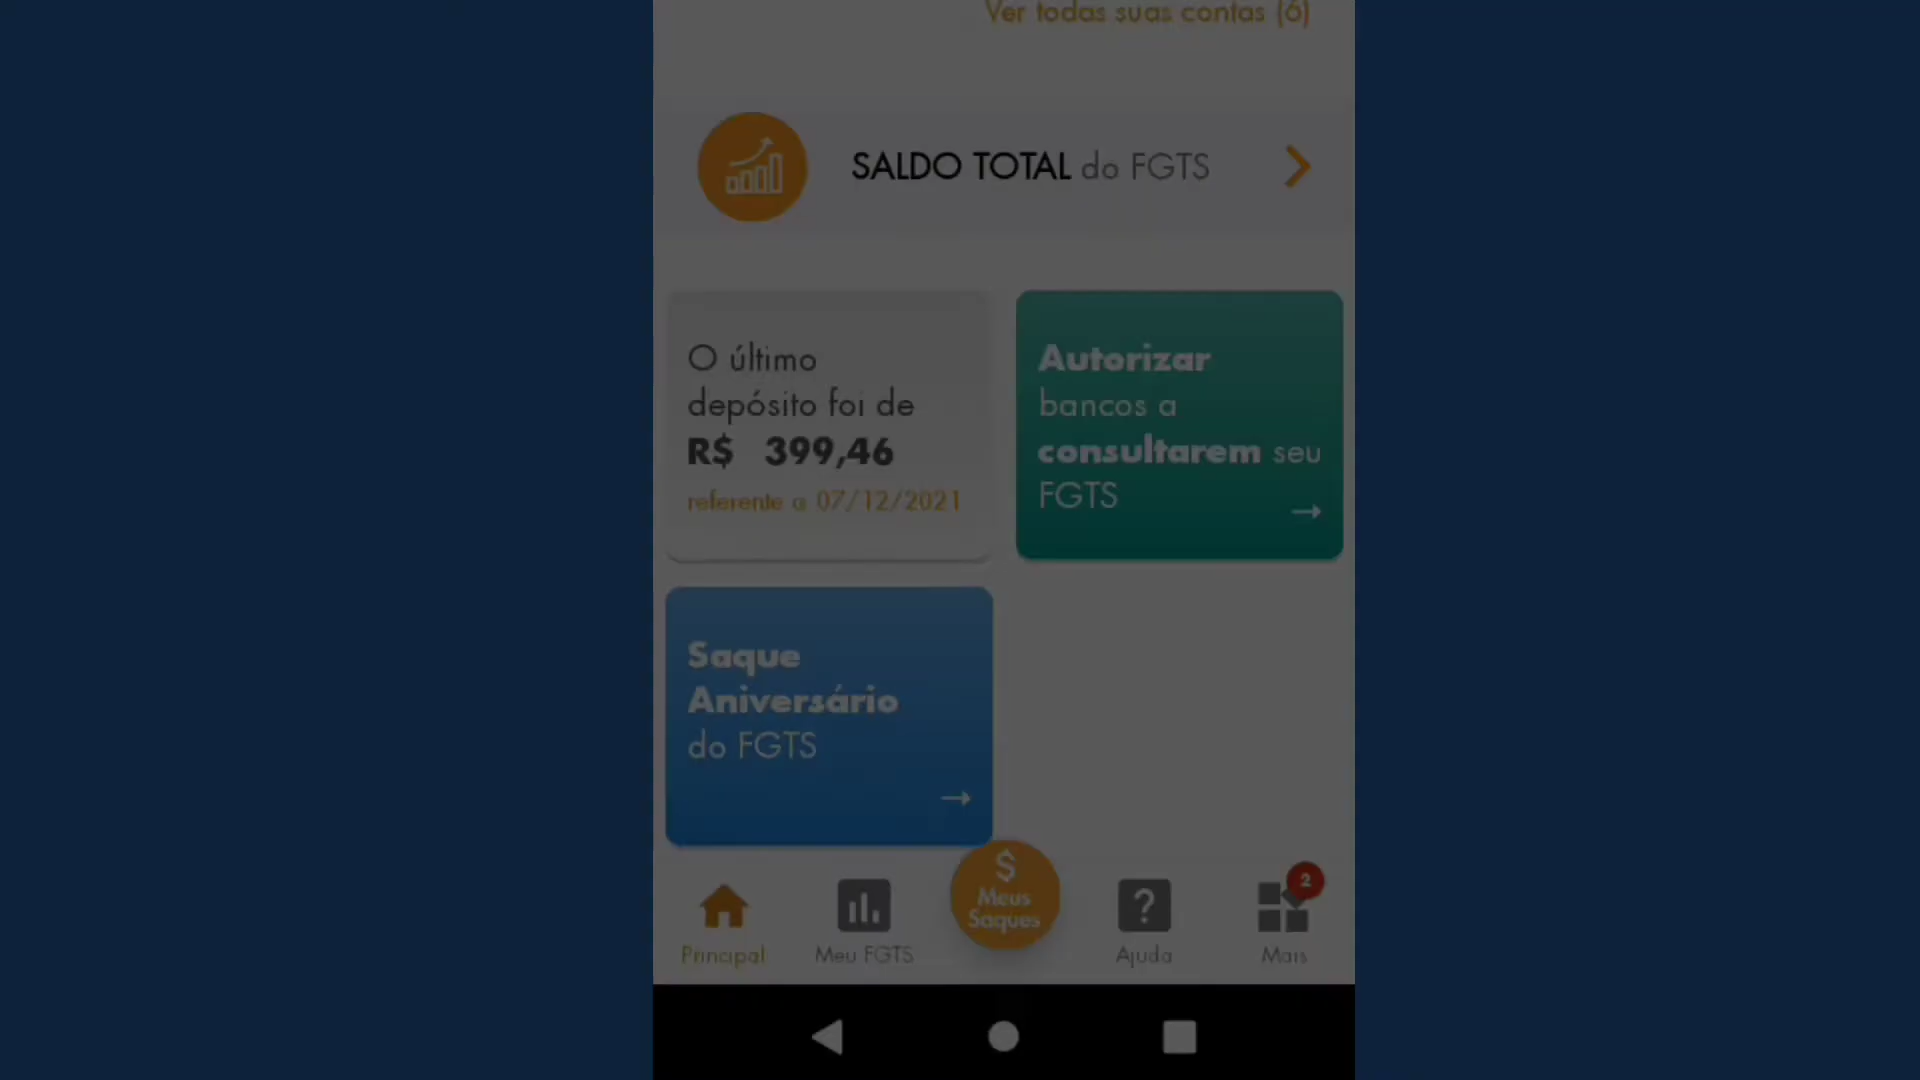 Ver todas suas contas (6)
SALDO TOTAL do FGTS
O último
depósito foi de
R$ 399,46
referente a 07/12/2021
Autorizar
bancos a
consultarem seu
FGTS
Saque
Aniversário
do FGTS
$
Meus
Saques
2
Principal
Meu FGTS
?
Ajuda
Mais